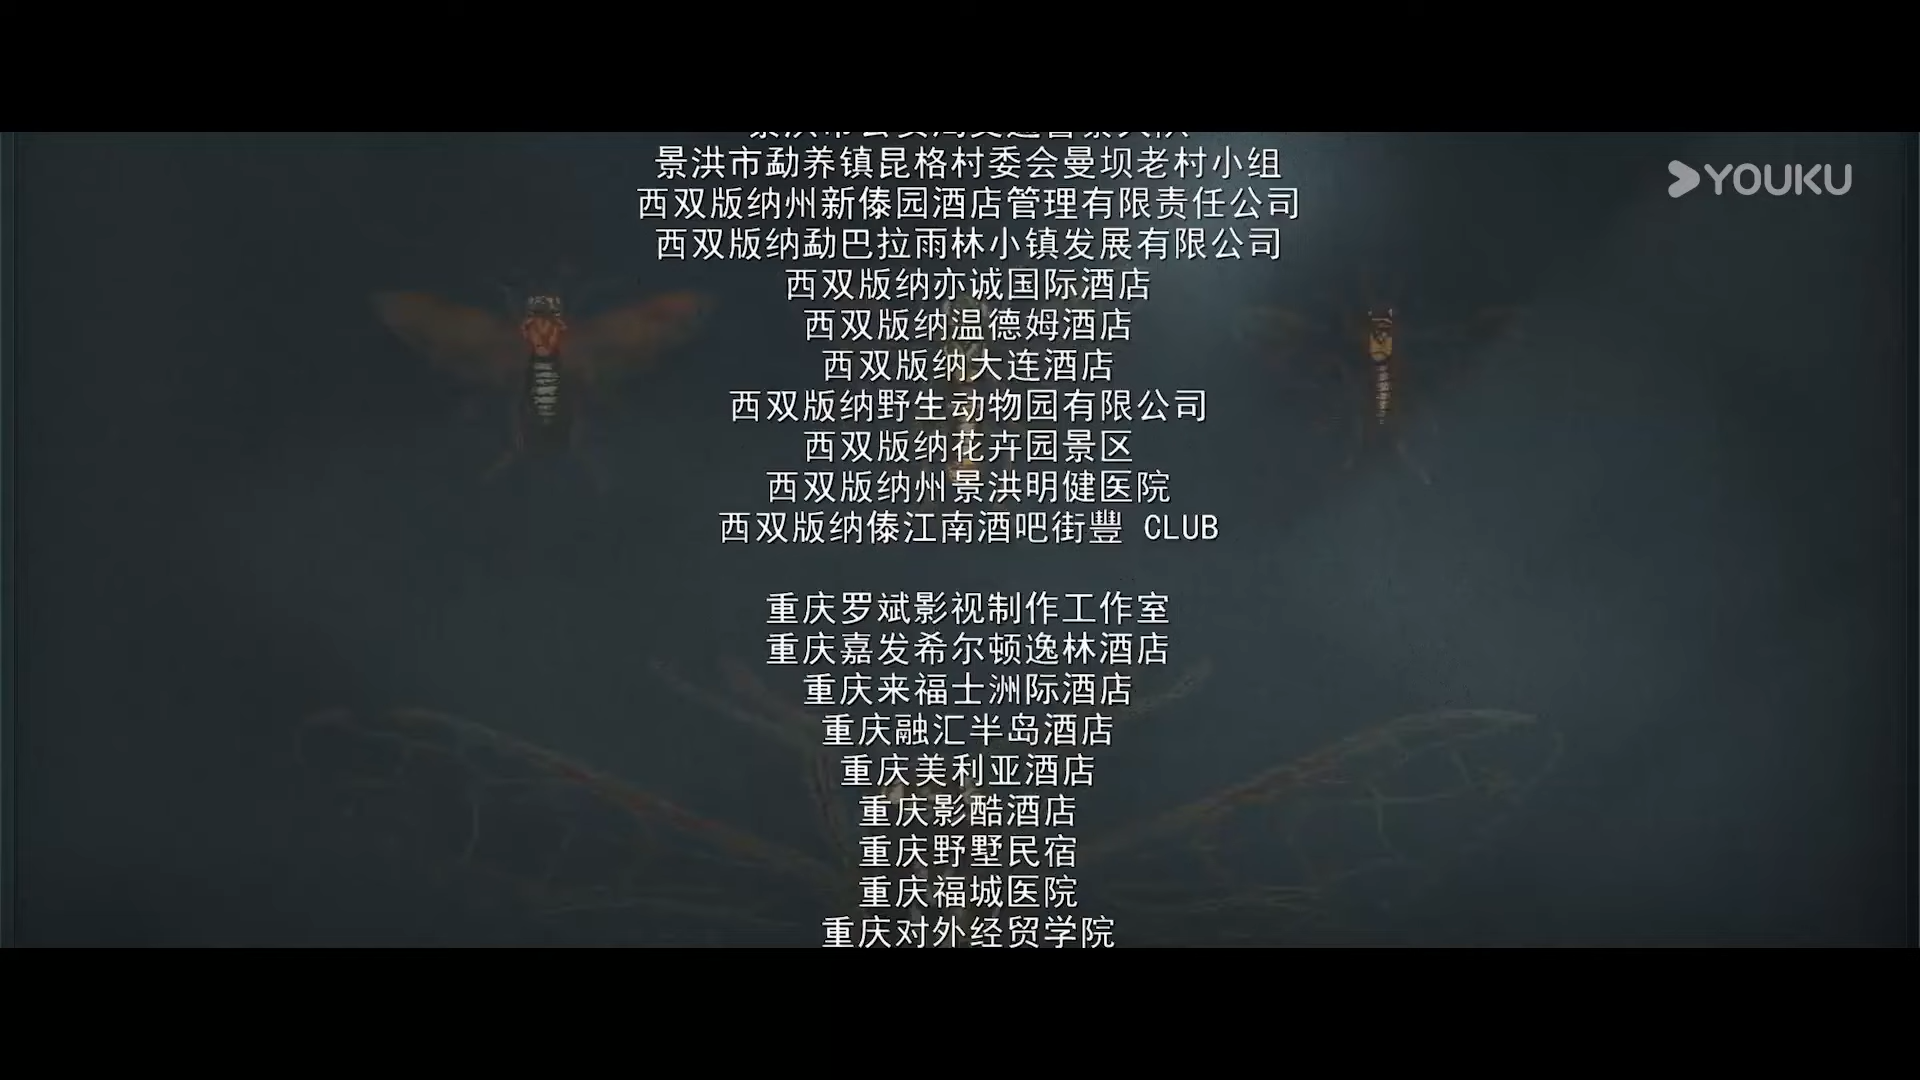 景洪市勐养镇昆格村委会曼坝老村小组
YOUKU
西双版纳州新傣园酒店管理有限责任公司
西双版纳勐巴拉雨林小镇发展有限公司
西双版纳亦诚国际酒店
西双版纳温德姆酒店
西双版纳大连酒店
西双版纳野生动物园有限公司
西双版纳花卉园景区
西双版纳州景洪明健医院
西双版纳傣江南酒吧街豐 CLUB
重庆罗斌影视制作工作室
重庆嘉发希尔顿逸林酒店
重庆来福士洲际酒店
重庆融汇半岛酒店
重庆美利亚酒店
重庆影酷酒店
重庆野墅民宿
重庆福城医院
重庆对外经贸学院